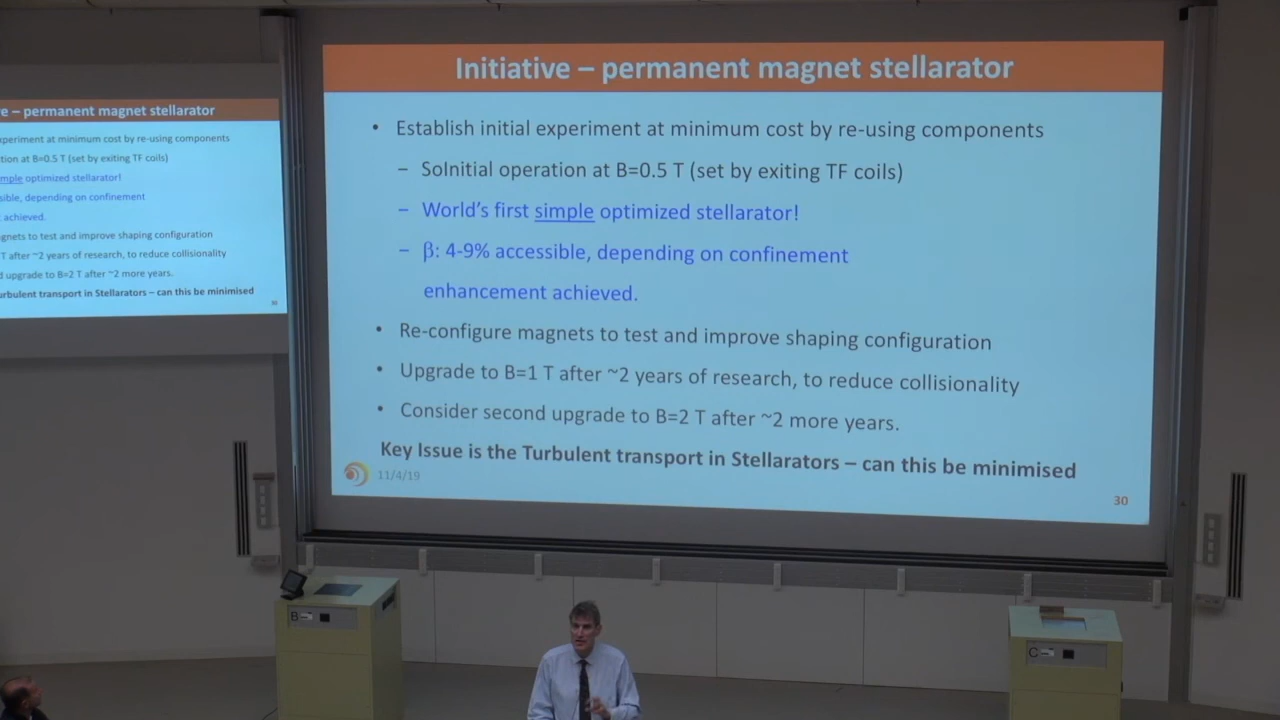 Initiative – permanent magnet stellarator
• Establish initial experiment at minimum cost by re-using components
– SoInitial operation at B=0.5 T (set by exiting TF coils)
– World's first simple optimized stellarator!
– β: 4-9% accessible, depending on confinement
enhancement achieved.
• Re-configure magnets to test and improve shaping configuration
• Upgrade to B=1 T after ~2 years of research, to reduce collisionality
• Consider second upgrade to B=2 T after ~2 more years.
Key Issue is the Turbulent transport in Stellarators – can this be minimised
11/4/19
30
e – permanent magnet stellarator
xperiment at minimum cost by re-using components
tion at B=0.5 T (set by exiting TF coils)
mple optimized stellarator!
sible, depending on confinement
achieved.
gnets to test and improve shaping configuration
T after ~2 years of research, to reduce collisionality
d upgrade to B=2 T after ~2 more years.
urbulent transport in Stellarators – can this be minimised
30
B
C